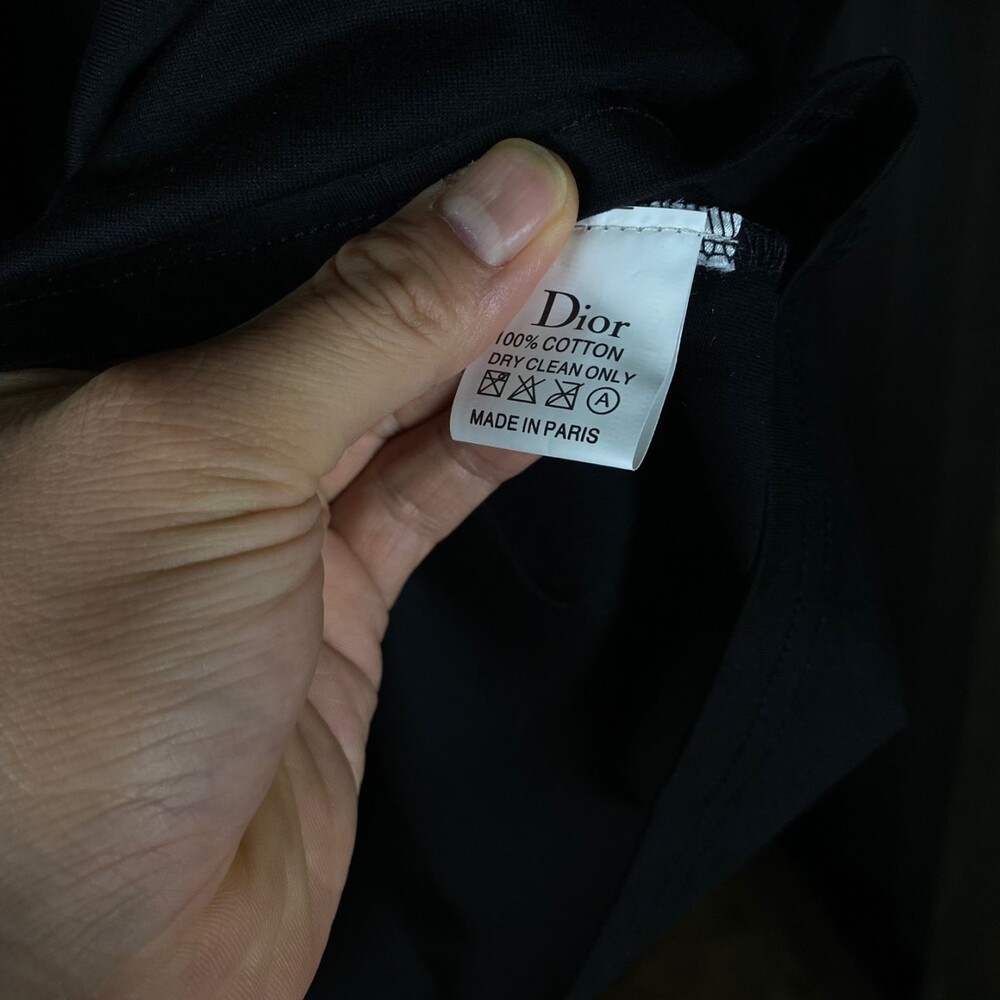 Dior
100% COTTON
DRY CLEAN ONLY
A
MADE IN PARIS